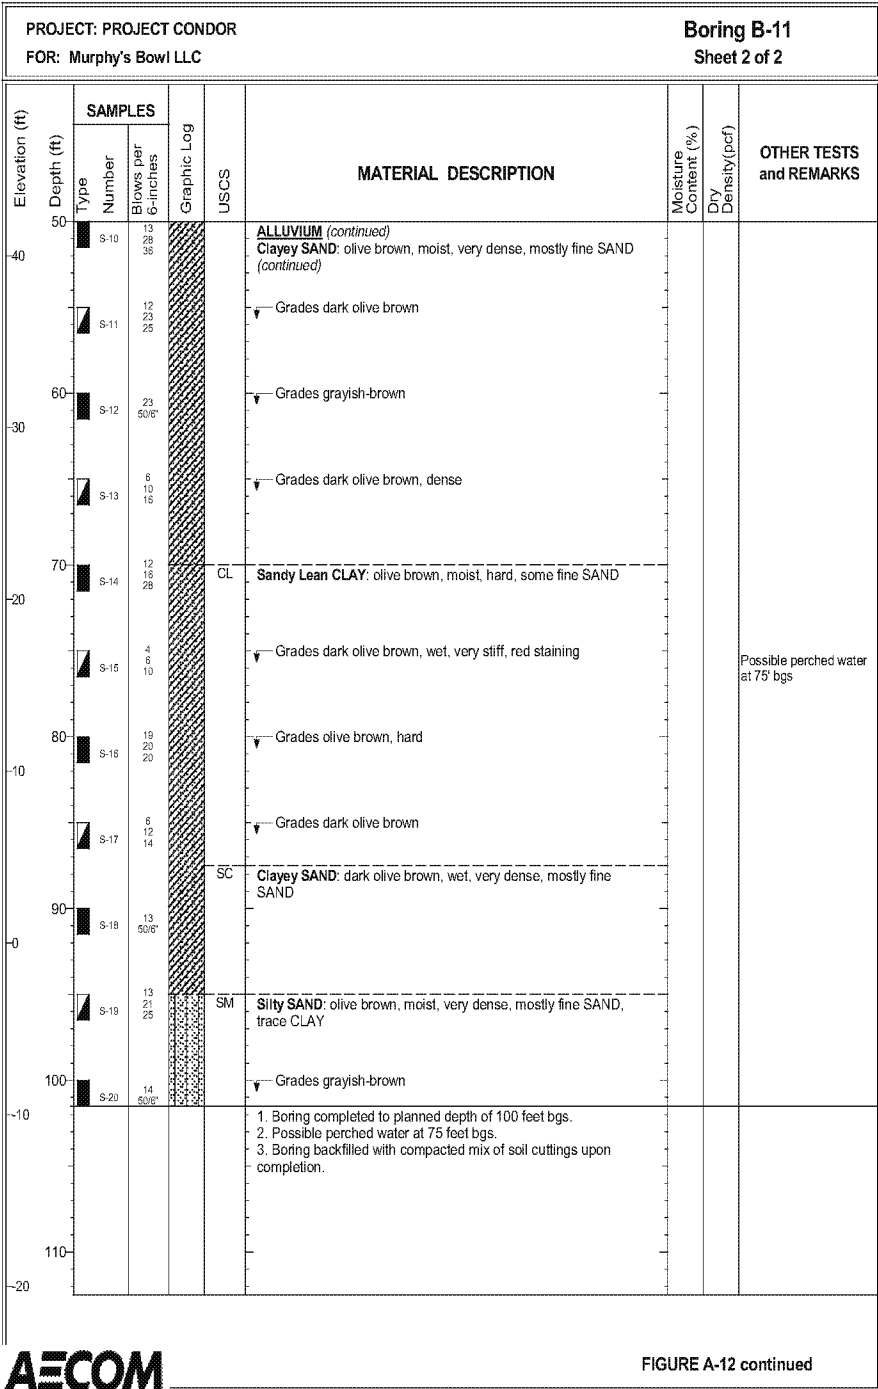 PROJECT: PROJECT CONDOR
FOR: Murphy's Bowl LLC
Boring B-11
Sheet 2 of 2
Elevation (ft)
Depth (ft)
SAMPLES
Type
Number
Blows per
6-inches
Graphic Log
USCS
MATERIAL DESCRIPTION
Moisture
Content (%)
Dry
Density(pcf)
OTHER TESTS
and REMARKS
50
S-10
13
28
36
ALLUVIUM (continued)
Clayey SAND: olive brown, moist, very dense, mostly fine SAND
(continued)
-40
S-11
12
23
25
Grades dark olive brown
60
S-12
23
50/6"
Grades grayish-brown
-30
S-13
6
10
16
Grades dark olive brown, dense
70
S-14
12
16
28
CL
Sandy Lean CLAY: olive brown, moist, hard, some fine SAND
-20
S-15
4
6
10
Grades dark olive brown, wet, very stiff, red staining
Possible perched water
at 75' bgs
80
S-16
19
20
20
Grades olive brown, hard
-10
S-17
6
12
14
Grades dark olive brown
SC
Clayey SAND: dark olive brown, wet, very dense, mostly fine
SAND
90
S-18
13
50/6"
-0
S-19
13
21
25
SM
Silty SAND: olive brown, moist, very dense, mostly fine SAND,
trace CLAY
100
S-20
14
50/6"
Grades grayish-brown
--10
1. Boring completed to planned depth of 100 feet bgs.
2. Possible perched water at 75 feet bgs.
3. Boring backfilled with compacted mix of soil cuttings upon
completion.
110
--20
AECOM
FIGURE A-12 continued